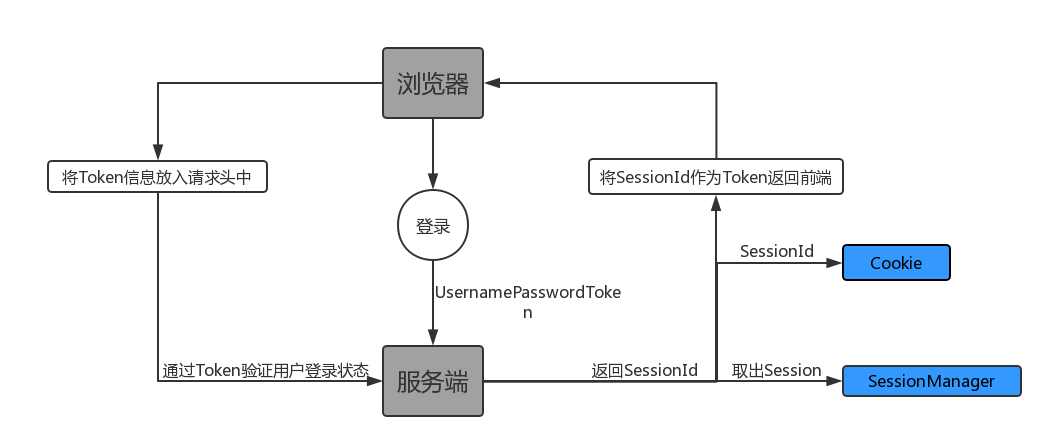 浏览器
将Token信息放入请求头中
将SessionId作为Token返回前端
登录
SessionId
Cookie
UsernamePasswordToke
n
通过Token验证用户登录状态
服务端
返回SessionId
取出Session
SessionManager